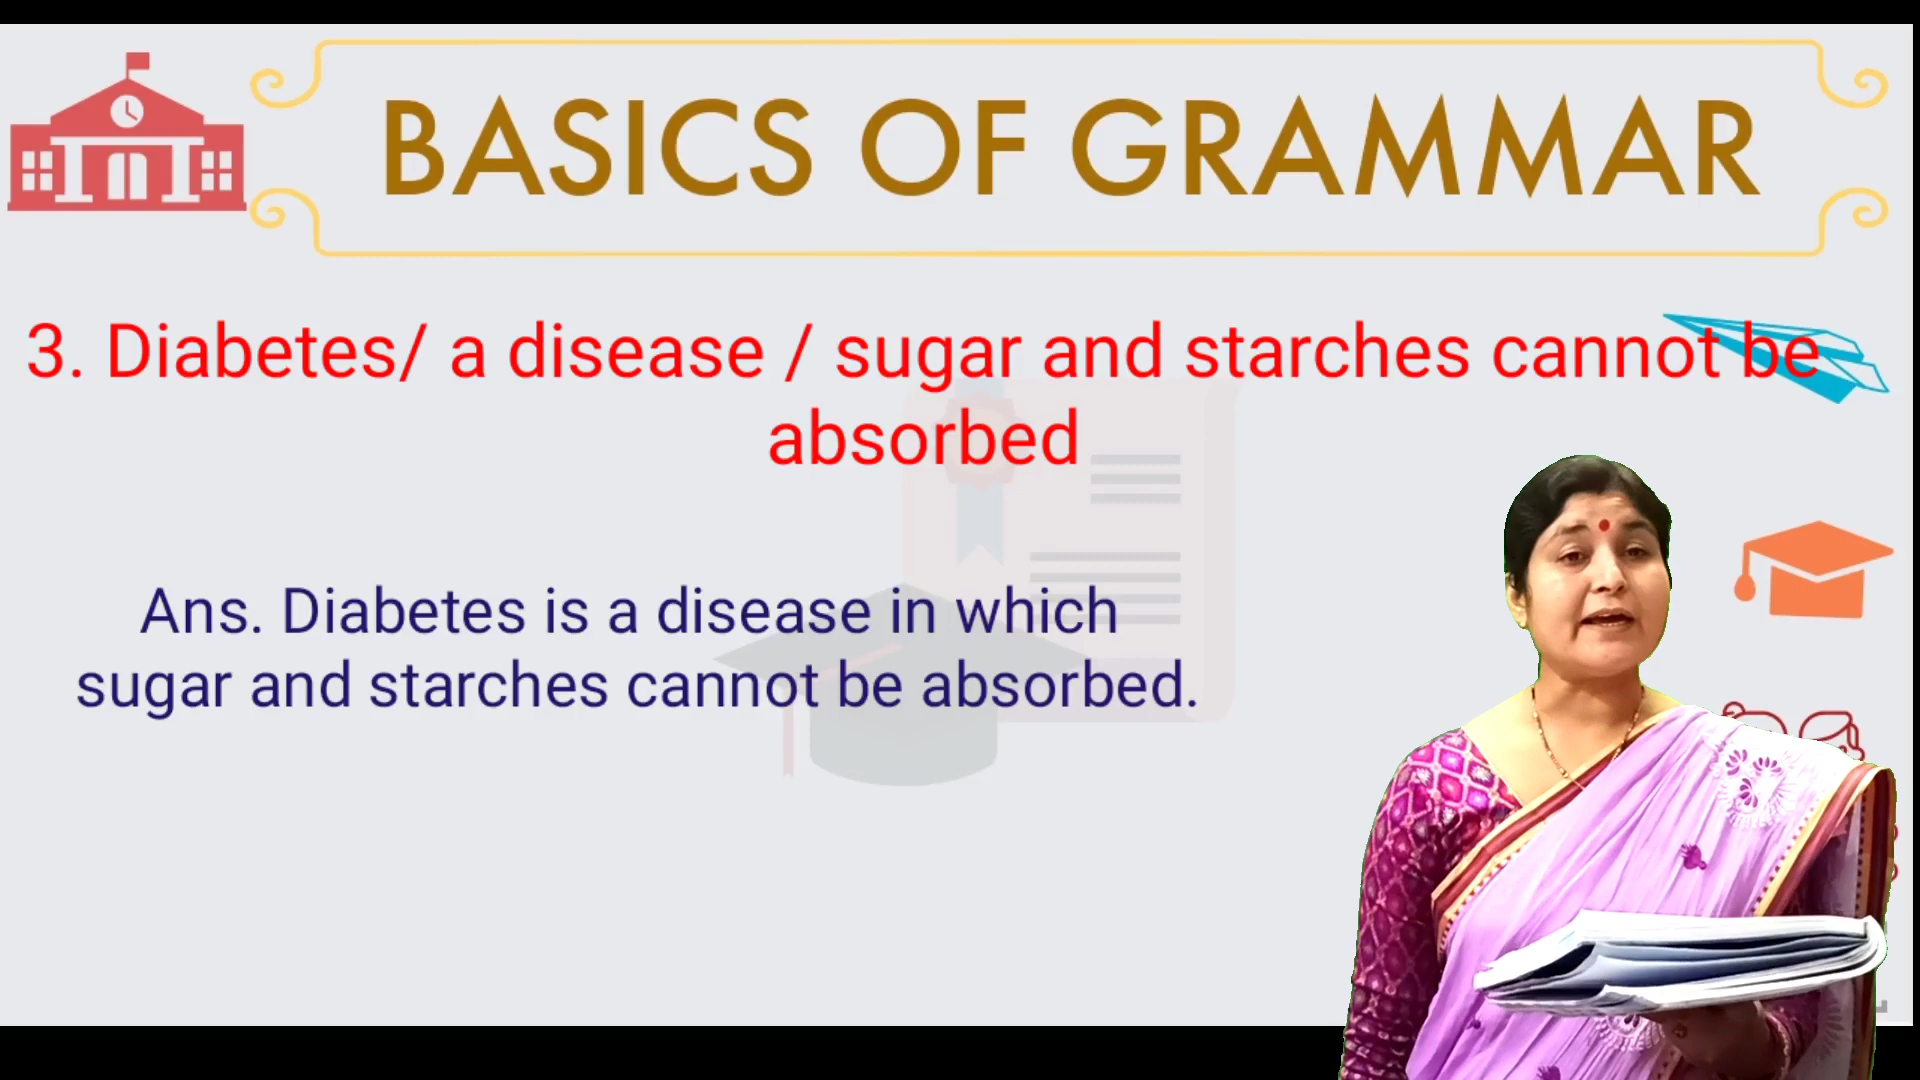 BASICS OF GRAMMAR
3. Diabetes/ a disease / sugar and starches cannot be
absorbed
Ans. Diabetes is a disease in which
sugar and starches cannot be absorbed.